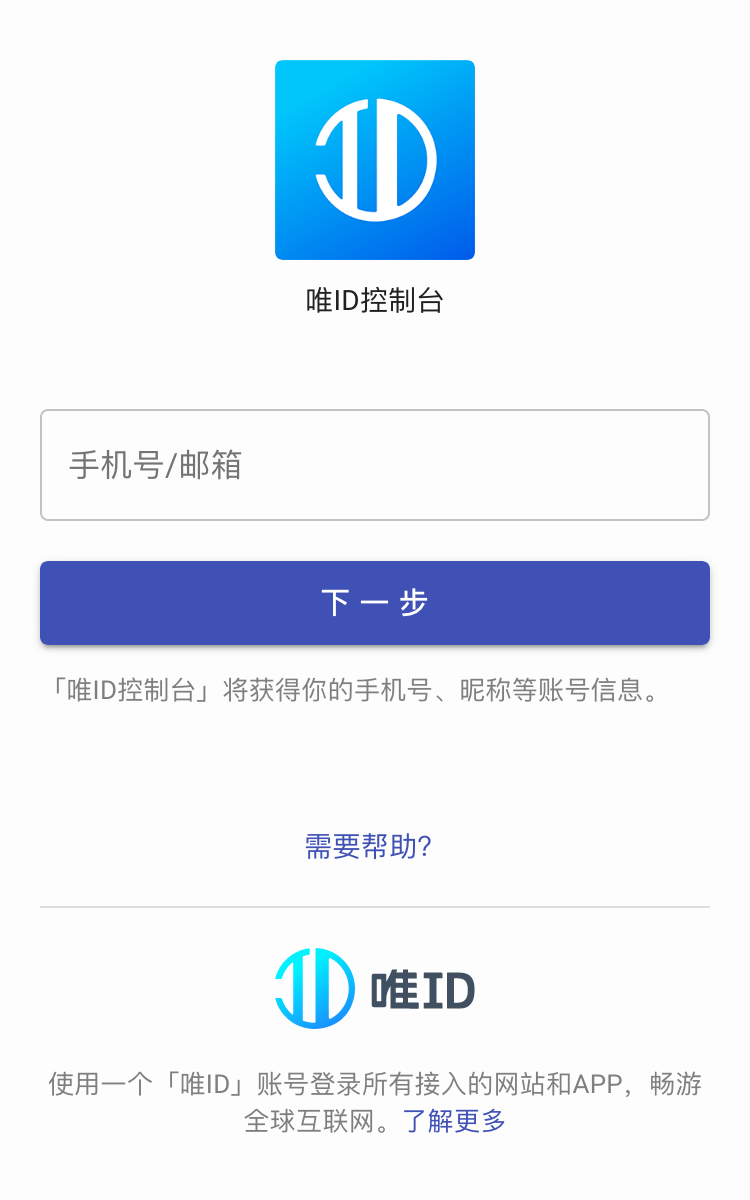 唯ID控制台
手机号/邮箱
下一步
「唯ID控制台」将获得你的手机号、昵称等账号信息。
需要帮助?
唯ID
使用一个「唯ID」账号登录所有接入的网站和APP，畅游
全球互联网。了解更多